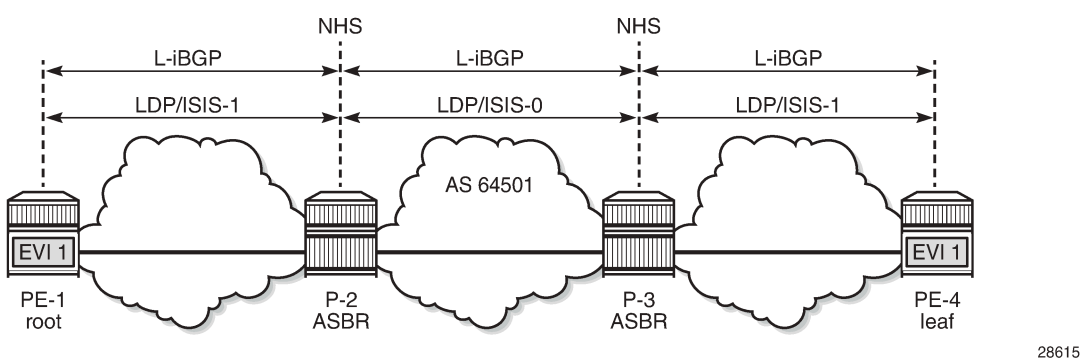 NHS NHS
L-iBGP L-iBGP L-iBGP
LDP/ISIS-1 LDP/ISIS-0 LDP/ISIS-1
AS 64501
EVI 1 EVI 1
PE-1 P-2 P-3 PE-4
root ASBR ASBR leaf
28615